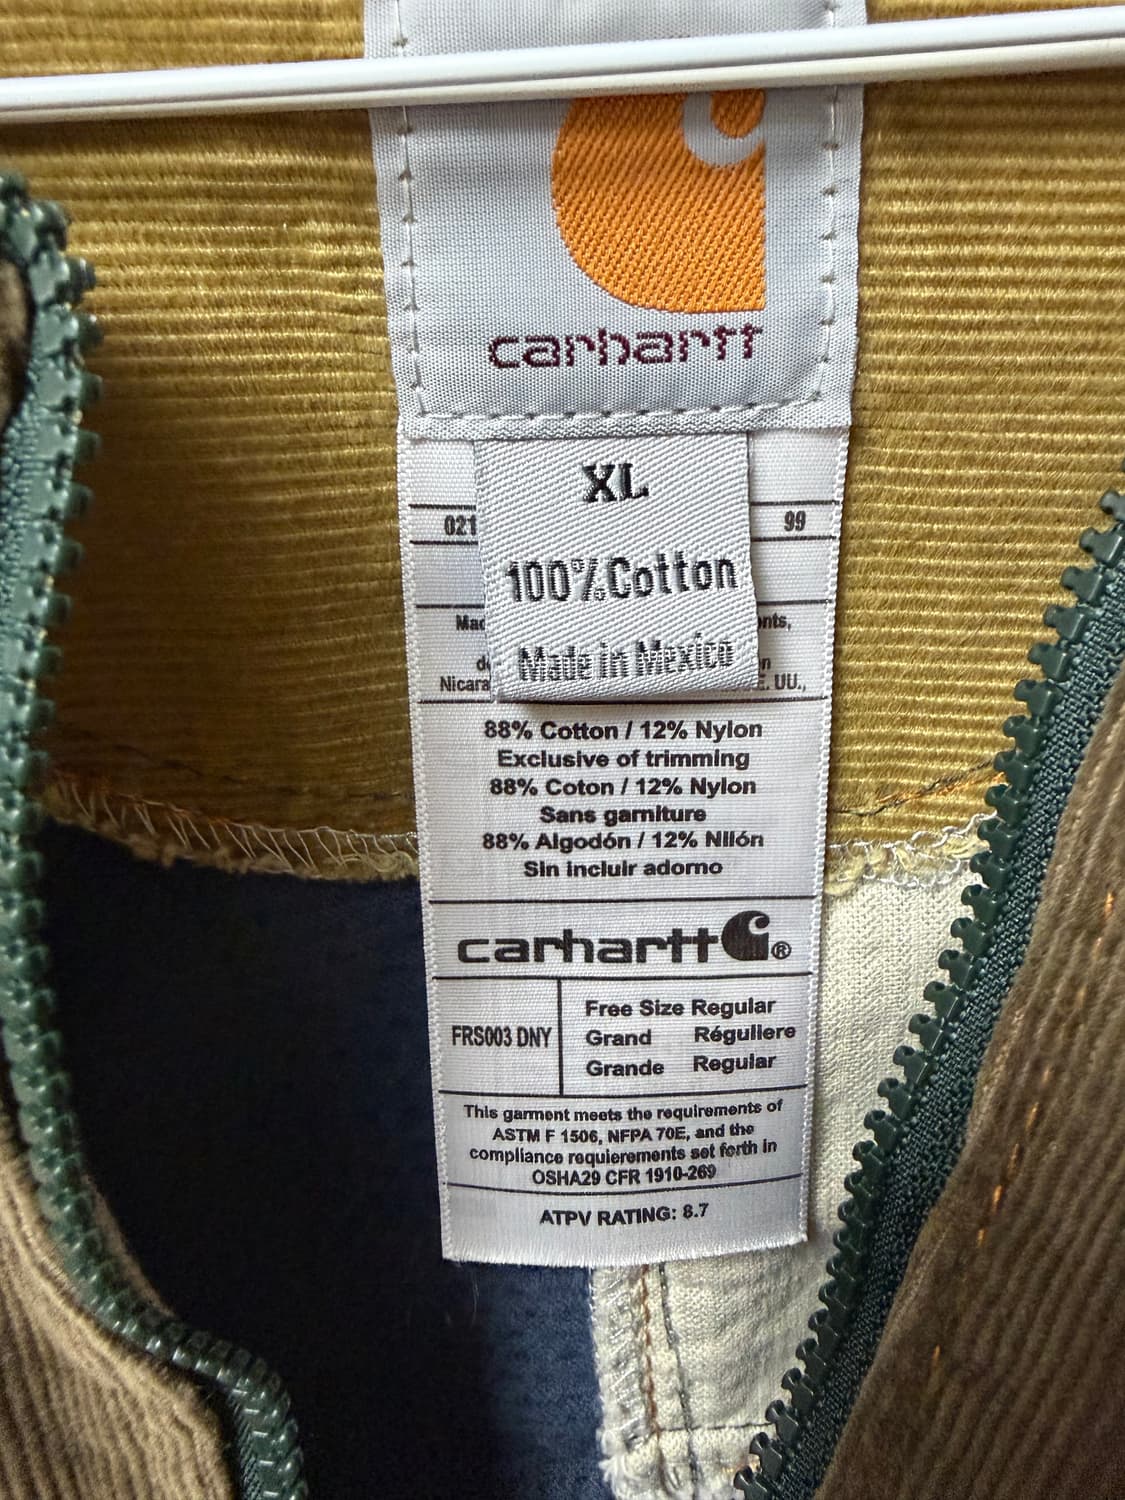 carhartt
XL
021 99
100% Cotton
Made in Mexico
Nicara E. UU.,
88% Cotton / 12% Nylon
Exclusive of trimming
88% Coton / 12% Nylon
Sans garniture
88% Algodón / 12% Nilón
Sin incluir adorno
carhartt ®
FRS003 DNY
Free Size Regular
Grand Réguliere
Grande Regular
This garment meets the requirements of
ASTM F 1506, NFPA 70E, and the
compliance requierements set forth in
OSHA29 CFR 1910-269
ATPV RATING: 8.7